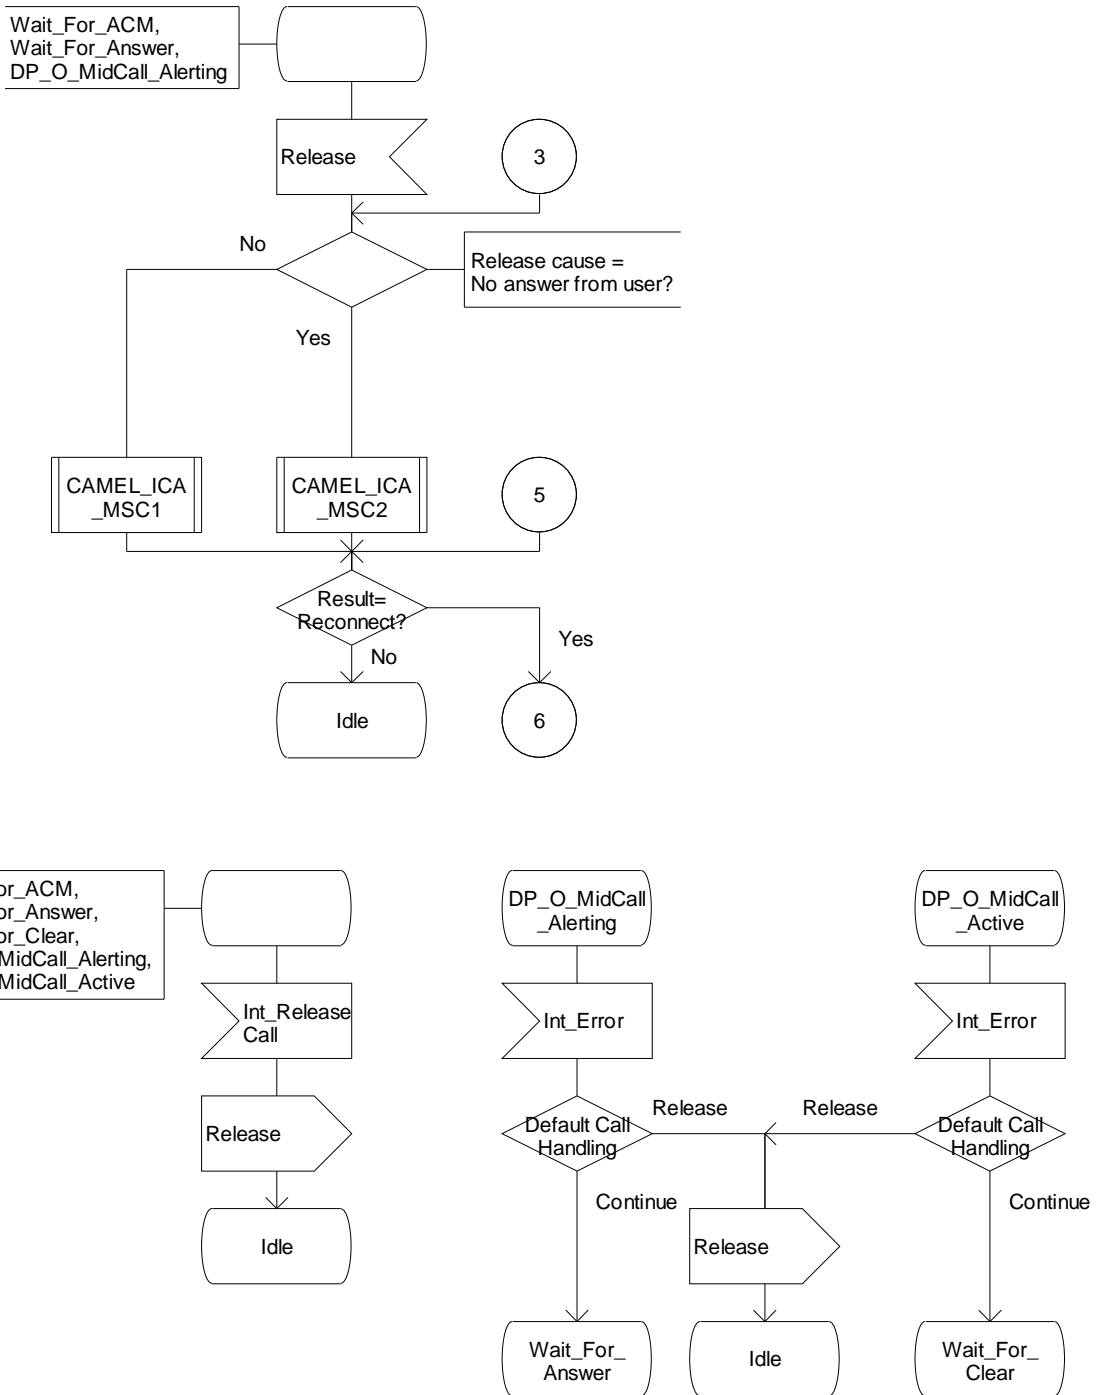 Wait_For_ACM,
Wait_For_Answer,
DP_O_MidCall_Alerting
Release
3
No
Release cause =
No answer from user?
Yes
CAMEL_ICA
_MSC1
CAMEL_ICA
_MSC2
5
Result=
Reconnect?
Yes
No
Idle
6
or_ACM,
or_Answer,
or_Clear,
MidCall_Alerting,
MidCall_Active
Int_Release
Call
Release
Idle
DP_O_MidCall
_Alerting
Int_Error
Default Call
Handling
Release
Continue
Wait_For_
Answer
DP_O_MidCall
_Active
Int_Error
Default Call
Handling
Release
Continue
Wait_For_
Clear
Release
Idle